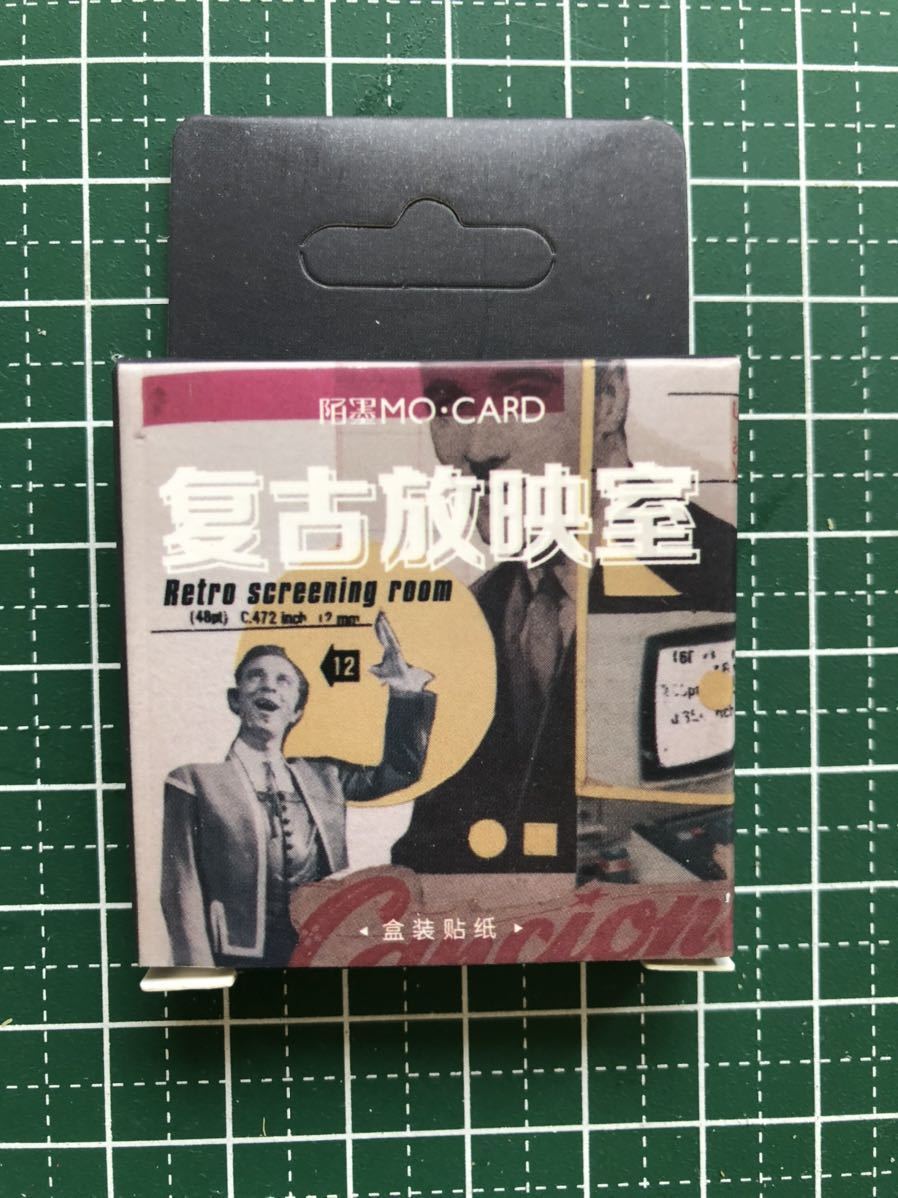 陌墨MO·CARD
复古放映室
Retro screening room
(48pt) C.472 inch 12 mm
12
盒装贴纸
Cancion